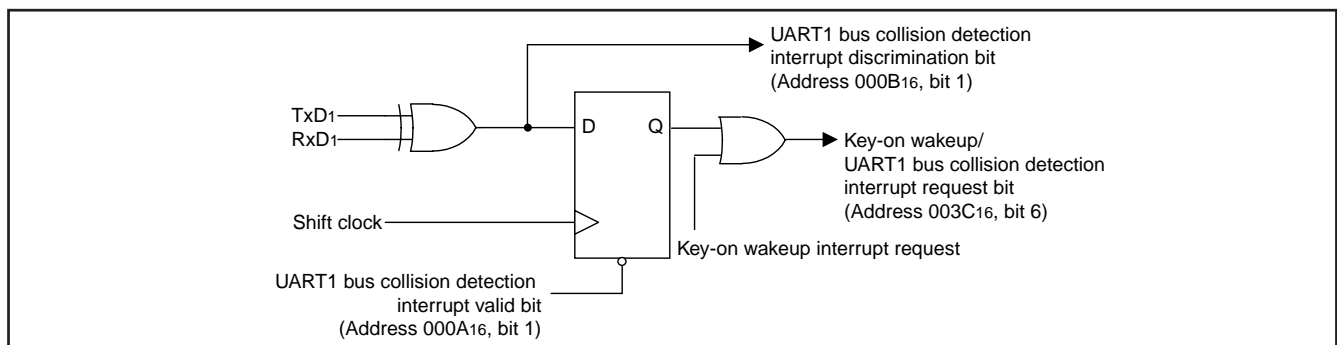 UART1 bus collision detection
interrupt discrimination bit
(Address 000B16, bit 1)
TxD1
RxD1
D
Q
Key-on wakeup/
UART1 bus collision detection
interrupt request bit
(Address 003C16, bit 6)
Shift clock
Key-on wakeup interrupt request
UART1 bus collision detection
interrupt valid bit
(Address 000A16, bit 1)